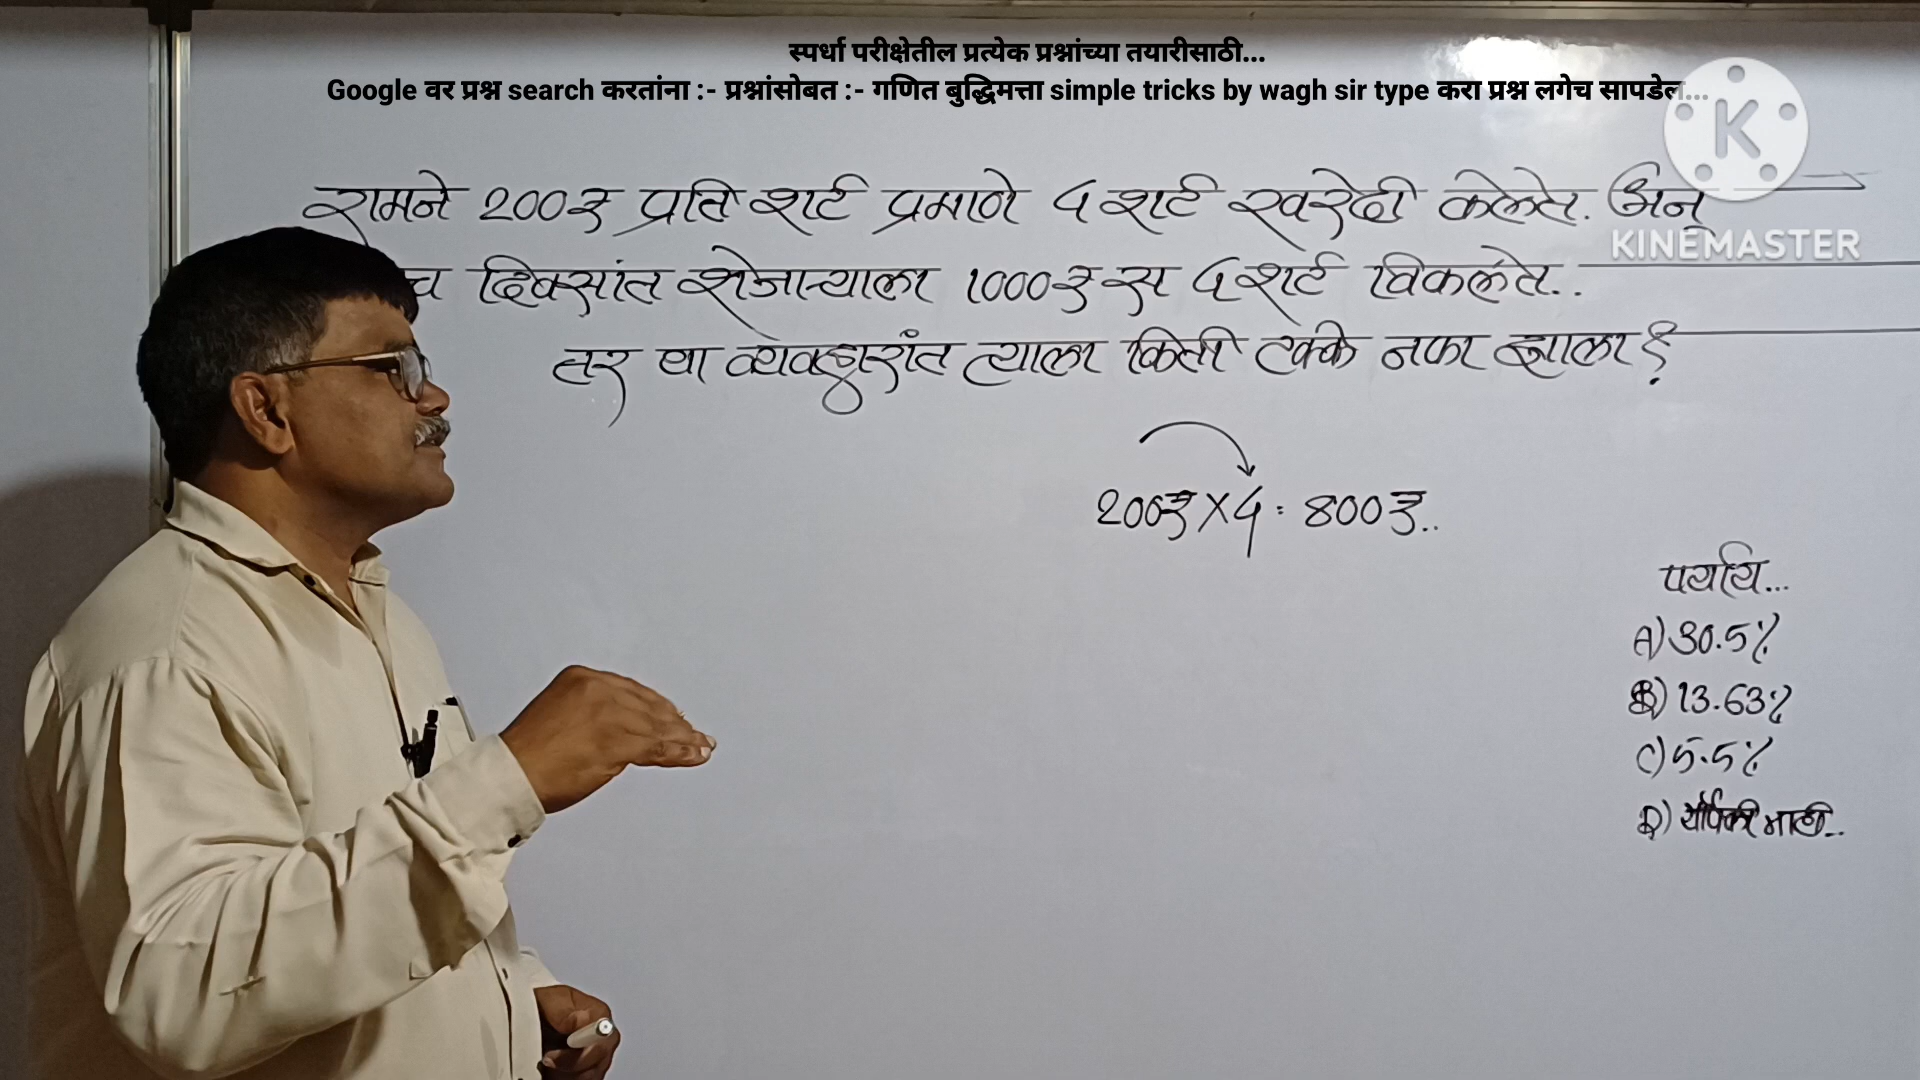 स्पर्धा परीक्षेतील प्रत्येक प्रश्नांच्या तयारीसाठी...
Google वर प्रश्न search करतांना :- प्रश्नांसोबत :- गणित बुद्धिमत्ता simple tricks by wagh sir type करा प्रश्न लगेच सापडेल...
K
KINEMASTER
रामने 200रु प्रति शर्ट प्रमाणे 4 शर्ट खरेदी केलेत. अन्
च दिवसांत शेजाऱ्याला 1000रु स 4 शर्ट विकलेत..
तर या व्यवहारांत त्याला किती टक्के नफा झाला?
200रु X 4 = 800रु..
पर्याय...
A) 30.5%
B) 13.63%
C) 5.5%
D) यापैकी नाही..